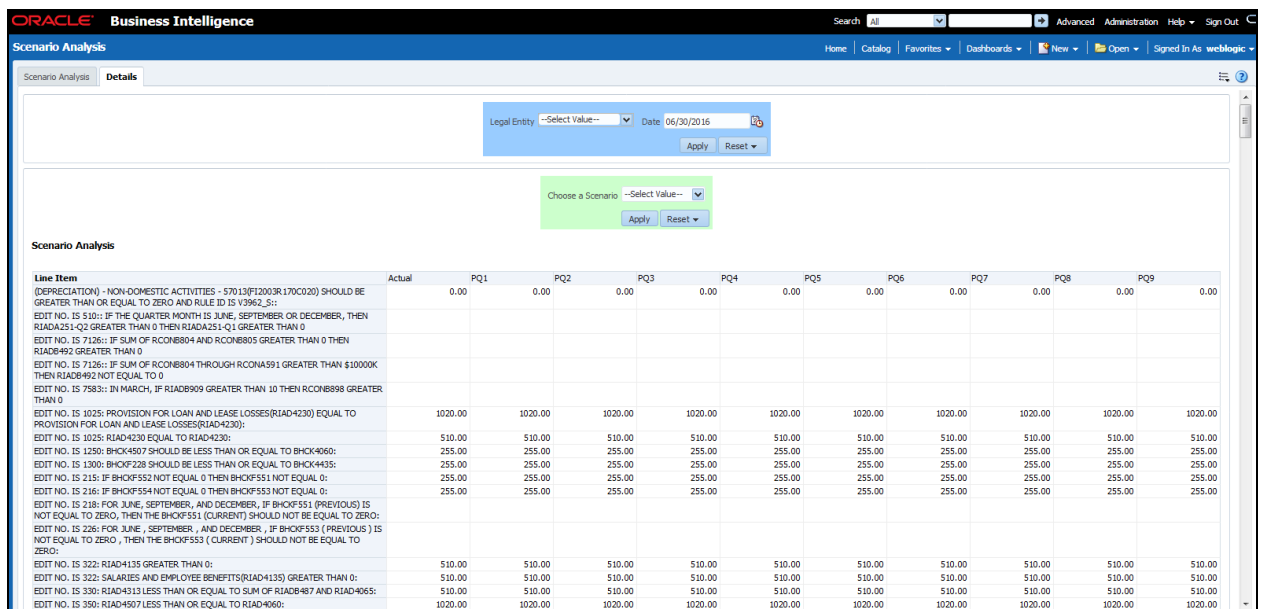 ORACLE Business Intelligence Search All Advanced Administration Help Sign Out
Scenario Analysis Home Catalog Favorites Dashboards New Open Signed In As weblogic
Scenario Analysis Details
Legal Entity --Select Value-- Date 06/30/2016
Apply Reset
Choose a Scenario --Select Value--
Apply Reset
Scenario Analysis
Line Item Actual PQ1 PQ2 PQ3 PQ4 PQ5 PQ6 PQ7 PQ8 PQ9
(DEPRECIATION) - NON-DOMESTIC ACTIVITIES - 57013(FI2003R170C020) SHOULD BE 0.00 0.00 0.00 0.00 0.00 0.00 0.00 0.00 0.00 0.00
GREATER THAN OR EQUAL TO ZERO AND RULE ID IS V3962_S::
EDIT NO. IS 510:: IF THE QUARTER MONTH IS JUNE, SEPTEMBER OR DECEMBER, THEN
RIADA251-Q2 GREATER THAN 0 THEN RIADA251-Q1 GREATER THAN 0
EDIT NO. IS 7126:: IF SUM OF RCONB804 AND RCONB805 GREATER THAN 0 THEN
RIADB492 GREATER THAN 0
EDIT NO. IS 7126:: IF SUM OF RCONB804 THROUGH RCONA591 GREATER THAN $10000K
THEN RIADB492 NOT EQUAL TO 0
EDIT NO. IS 7583:: IN MARCH, IF RIADB909 GREATER THAN 10 THEN RCONB898 GREATER
THAN 0
EDIT NO. IS 1025: PROVISION FOR LOAN AND LEASE LOSSES(RIAD4230) EQUAL TO 1020.00 1020.00 1020.00 1020.00 1020.00 1020.00 1020.00 1020.00 1020.00 1020.00
PROVISION FOR LOAN AND LEASE LOSSES(RIAD4230):
EDIT NO. IS 1025: RIAD4230 EQUAL TO RIAD4230: 510.00 510.00 510.00 510.00 510.00 510.00 510.00 510.00 510.00 510.00
EDIT NO. IS 1250: BHCK4507 SHOULD BE LESS THAN OR EQUAL TO BHCK4060: 255.00 255.00 255.00 255.00 255.00 255.00 255.00 255.00 255.00 255.00
EDIT NO. IS 1300: BHCKF228 SHOULD BE LESS THAN OR EQUAL TO BHCK4435: 255.00 255.00 255.00 255.00 255.00 255.00 255.00 255.00 255.00 255.00
EDIT NO. IS 215: IF BHCKF552 NOT EQUAL 0 THEN BHCKF551 NOT EQUAL 0: 255.00 255.00 255.00 255.00 255.00 255.00 255.00 255.00 255.00 255.00
EDIT NO. IS 216: IF BHCKF554 NOT EQUAL 0 THEN BHCKF553 NOT EQUAL 0: 255.00 255.00 255.00 255.00 255.00 255.00 255.00 255.00 255.00 255.00
EDIT NO. IS 218: FOR JUNE, SEPTEMBER, AND DECEMBER, IF BHCKF551 (PREVIOUS) IS
NOT EQUAL TO ZERO, THEN THE BHCKF551 (CURRENT) SHOULD NOT BE EQUAL TO ZERO:
EDIT NO. IS 226: FOR JUNE , SEPTEMBER , AND DECEMBER , IF BHCKF553 ( PREVIOUS ) IS
NOT EQUAL TO ZERO , THEN THE BHCKF553 ( CURRENT ) SHOULD NOT BE EQUAL TO
ZERO:
EDIT NO. IS 322: RIAD4135 GREATER THAN 0: 510.00 510.00 510.00 510.00 510.00 510.00 510.00 510.00 510.00 510.00
EDIT NO. IS 322: SALARIES AND EMPLOYEE BENEFITS(RIAD4135) GREATER THAN 0: 510.00 510.00 510.00 510.00 510.00 510.00 510.00 510.00 510.00 510.00
EDIT NO. IS 330: RIAD4313 LESS THAN OR EQUAL TO SUM OF RIADB487 AND RIAD4065: 510.00 510.00 510.00 510.00 510.00 510.00 510.00 510.00 510.00 510.00
EDIT NO. IS 350: RIAD4507 LESS THAN OR EQUAL TO RIAD4060: 1020.00 1020.00 1020.00 1020.00 1020.00 1020.00 1020.00 1020.00 1020.00 1020.00